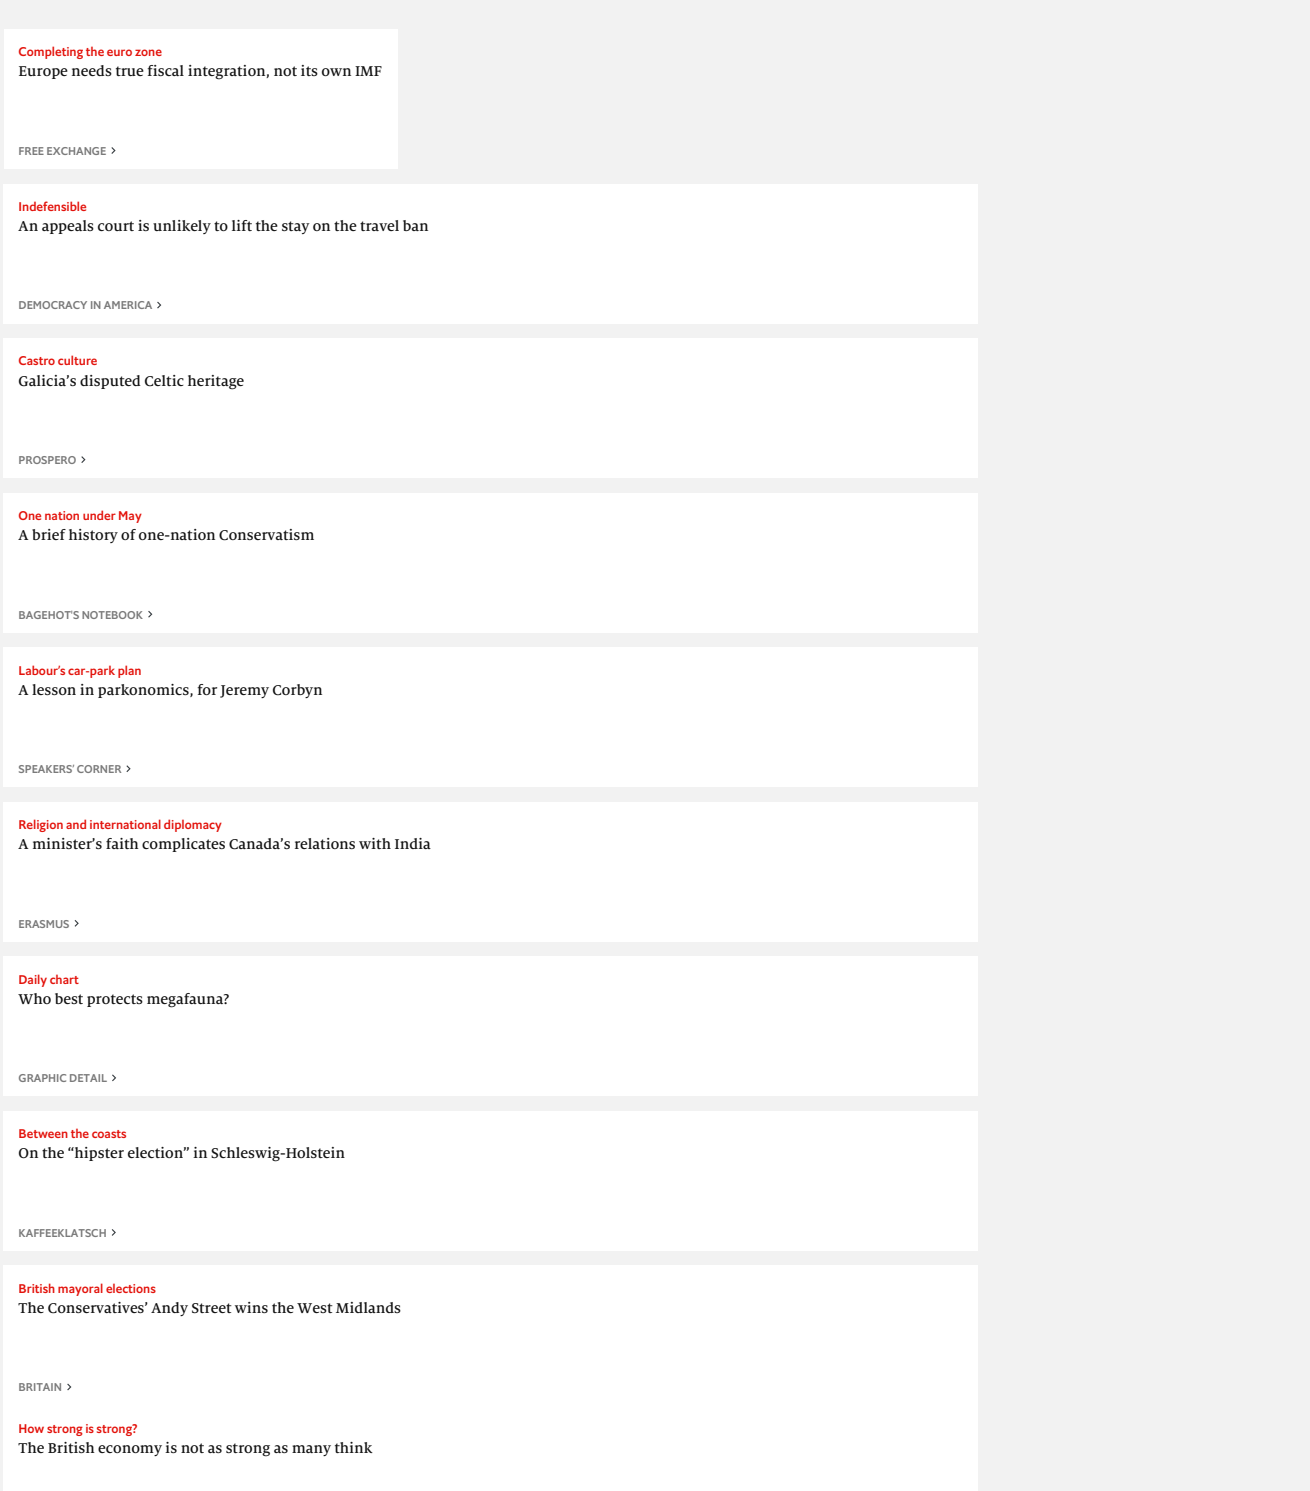 Completing the euro zone
Europe needs true fiscal integration, not its own IMF
FREE EXCHANGE >
Indefensible
An appeals court is unlikely to lift the stay on the travel ban
DEMOCRACY IN AMERICA >
Castro culture
Galicia’s disputed Celtic heritage
PROSPERO >
One nation under May
A brief history of one-nation Conservatism
BAGEHOT'S NOTEBOOK >
Labour’s car-park plan
A lesson in parkonomics, for Jeremy Corbyn
SPEAKERS' CORNER >
Religion and international diplomacy
A minister’s faith complicates Canada’s relations with India
ERASMUS >
Daily chart
Who best protects megafauna?
GRAPHIC DETAIL >
Between the coasts
On the “hipster election” in Schleswig-Holstein
KAFFEEKLATSCH >
British mayoral elections
The Conservatives’ Andy Street wins the West Midlands
BRITAIN >
How strong is strong?
The British economy is not as strong as many think